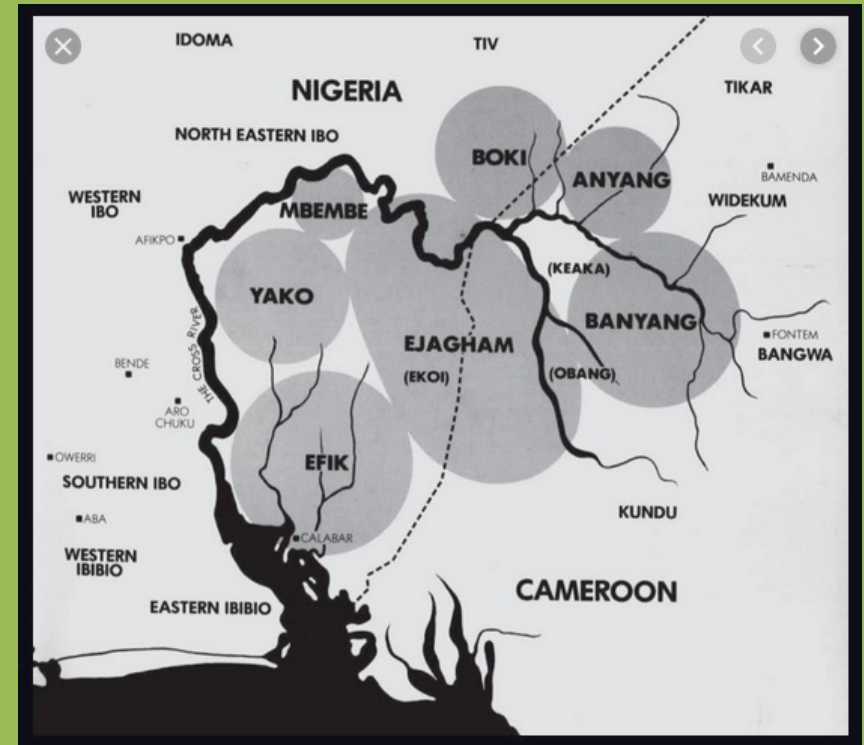 IDOMA
TIV
NIGERIA
TIKAR
NORTH EASTERN IBO
BOKI
ANYANG
BAMENDA
WESTERN
IBO
MBEMBE
WIDEKUM
AFIKPO
(KEAKA)
YAKO
BANYANG
THE CROSS RIVER
EJAGHAM
FONTEM
BANGWA
BENDE
(EKOI)
(OBANG)
ARO
CHUKU
OWERRI
EFIK
SOUTHERN IBO
KUNDU
ABA
CALABAR
WESTERN
IBIBIO
CAMEROON
EASTERN IBIBIO